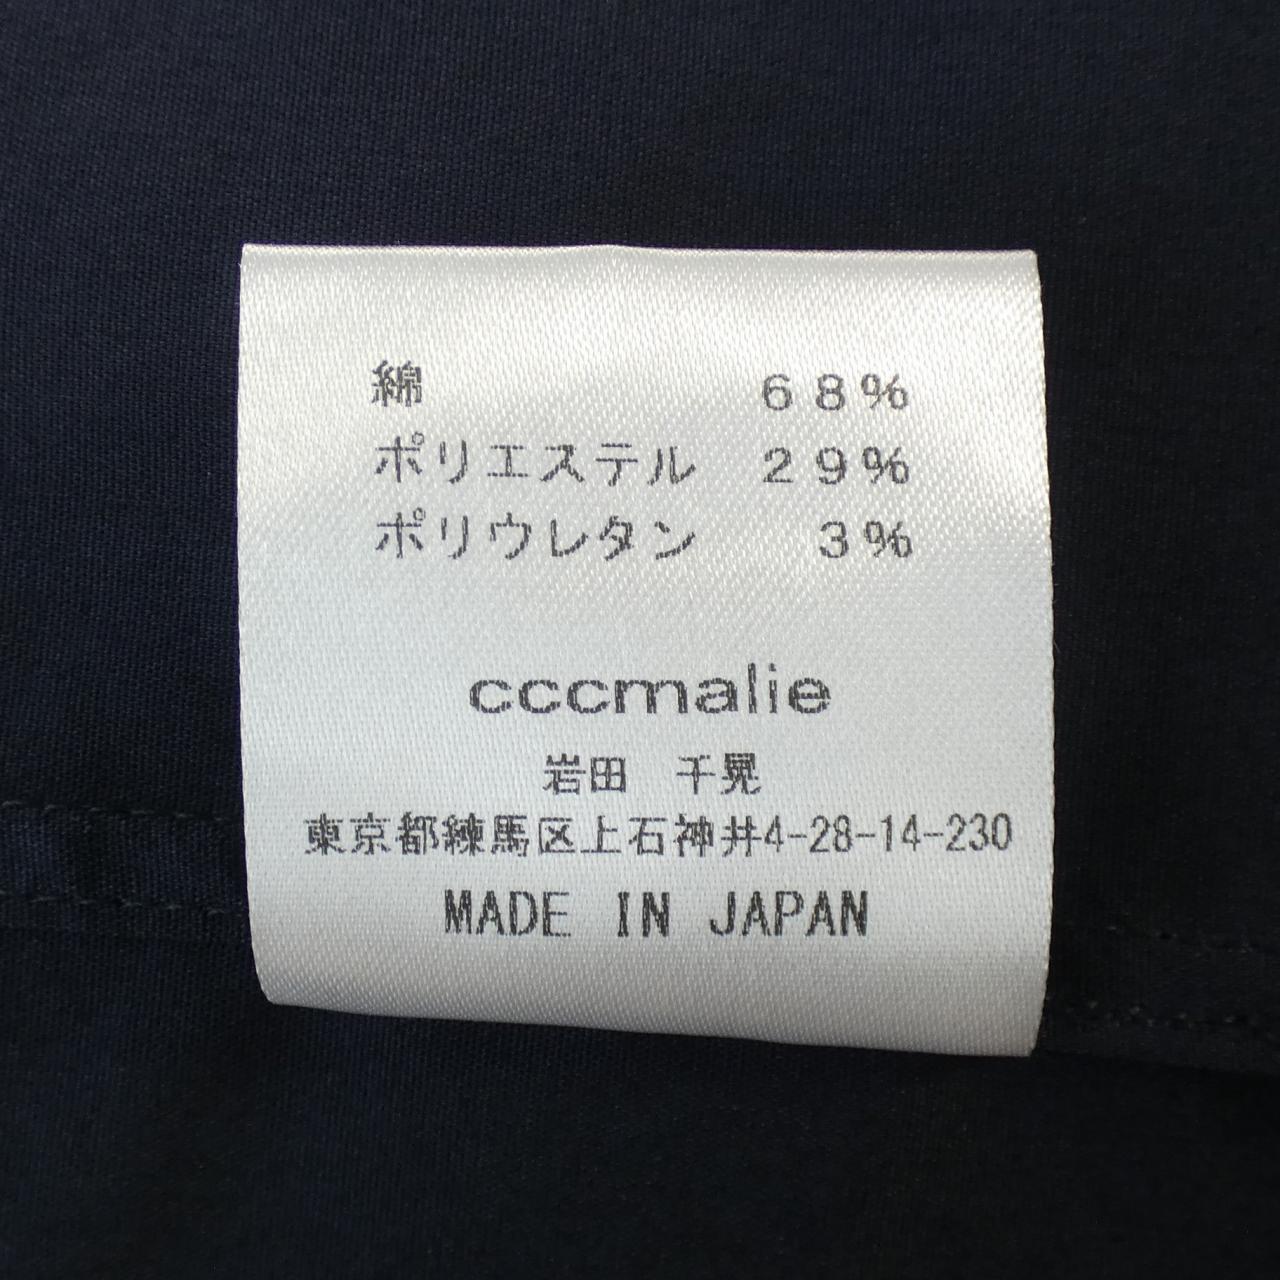 綿 68%
ポリエステル 29%
ポリウレタン 3%
cccmalie
岩田 千晃
東京都練馬区上石神井4-28-14-230
MADE IN JAPAN